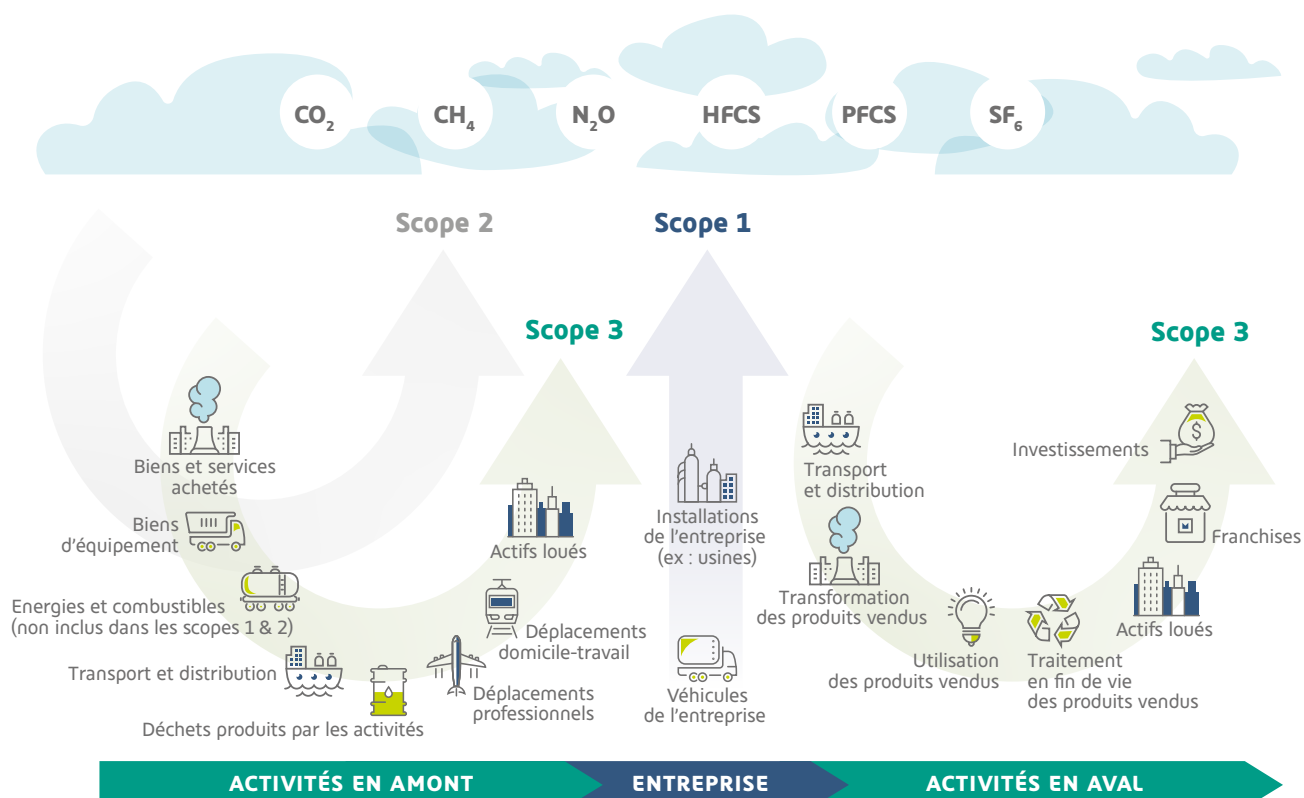 CO₂
CH₄
N₂O
HFCS
PFCS
SF₆
Scope 2
Scope 1
Scope 3
Scope 3
Biens et services
achetés
Biens
d'équipement
Energies et combustibles
(non inclus dans les scopes 1 & 2)
Transport et distribution
Déchets produits par les activités
Déplacements
professionnels
Déplacements
domicile-travail
Actifs loués
Installations
de l'entreprise
(ex : usines)
Véhicules
de l'entreprise
Transport
et distribution
Transformation
des produits vendus
Utilisation
des produits vendus
Traitement
en fin de vie
des produits vendus
Actifs loués
Franchises
Investissements
$
ACTIVITÉS EN AMONT
ENTREPRISE
ACTIVITÉS EN AVAL